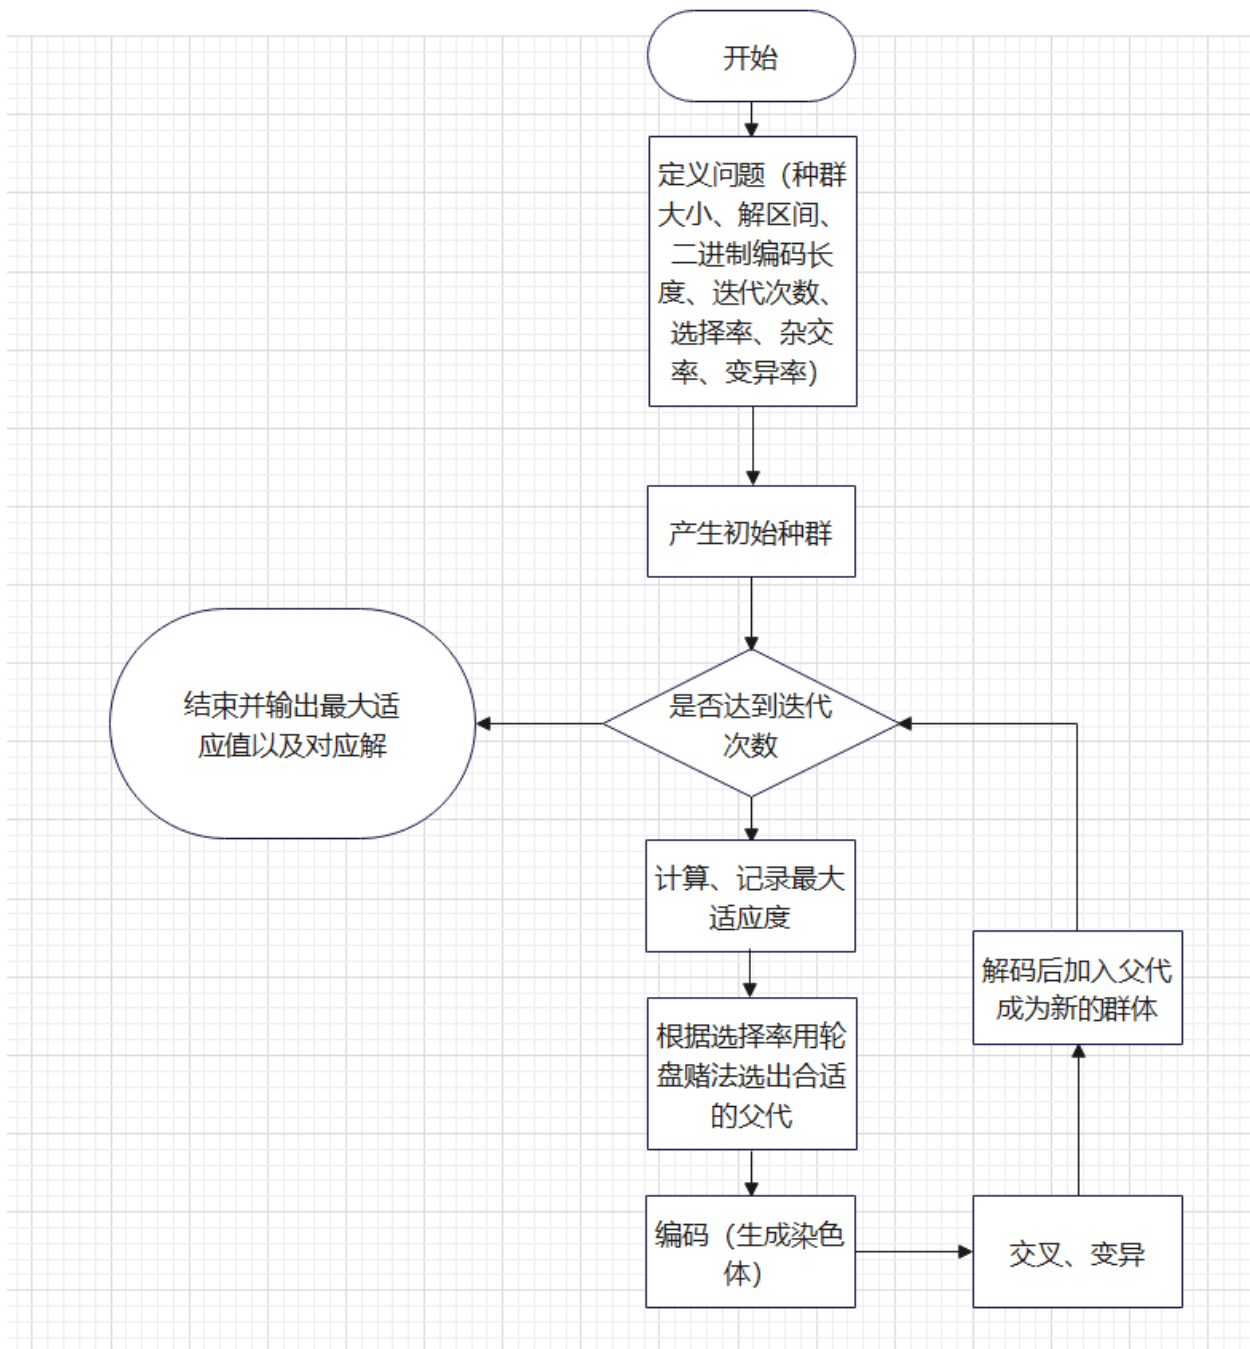 开始
定义问题（种群
大小、解区间、
二进制编码长
度、迭代次数、
选择率、杂交
率、变异率）
产生初始种群
是否达到迭代
次数
结束并输出最大适
应值以及对应解
计算、记录最大
适应度
根据选择率用轮
盘赌法选出合适
的父代
编码（生成染色
体）
交叉、变异
解码后加入父代
成为新的群体